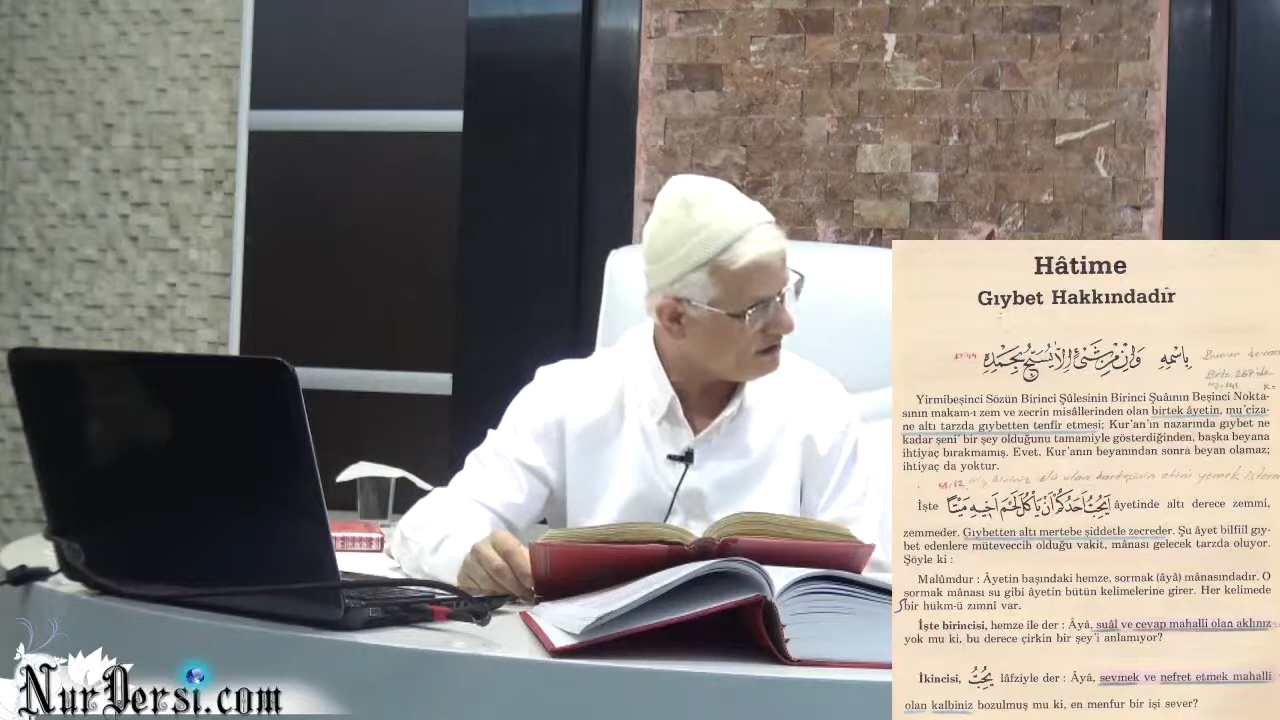 Hâtime
Gıybet Hakkındadır
بِاسْمِهِ وَاِنْ مِنْ شَىْءٍ اِلاَّ يُسَبِّحُ بِحَمْدِهِ
Yirmibeşinci Sözün Birinci Şûlesinin Birinci Şuâının Beşinci Nokta-
sının makam-ı zem ve zecrin misâllerinden olan birtek âyetin, mu'ciza-
ne altı tarzda gıybetten tenfir etmesi; Kur'an'ın nazarında gıybet ne
kadar şeni' bir şey olduğunu tamamiyle gösterdiğinden, başka beyana
ihtiyaç bırakmamış. Evet. Kur'anın beyanından sonra beyan olamaz;
ihtiyaç da yoktur.
İşte اَيُحِبُّ اَحَدُكُمْ اَنْ يَاْكُلَ لَحْمَ اَخِيهِ مَيْتًا âyetinde altı derece zemmi,
zemmeder. Gıybetten altı mertebe şiddetle zecreder. Şu âyet bilfiil gıy-
bet edenlere müteveccih olduğu vakit, mânası gelecek tarzda oluyor.
Şöyle ki :
Malûmdur : Âyetin başındaki hemze, sormak (âyâ) mânasındadır. O
sormak mânası su gibi âyetin bütün kelimelerine girer. Her kelimede
bir hükm-ü zımnî var.
İşte birincisi, hemze ile der : Âyâ, suâl ve cevap mahalli olan aklınız
yok mu ki, bu derece çirkin bir şey'i anlamıyor?
İkincisi, يُحِبُّ lâfziyle der : Âyâ, sevmek ve nefret etmek mahalli
olan kalbiniz bozulmuş mu ki, en menfur bir işi sever?
NurDersi.com